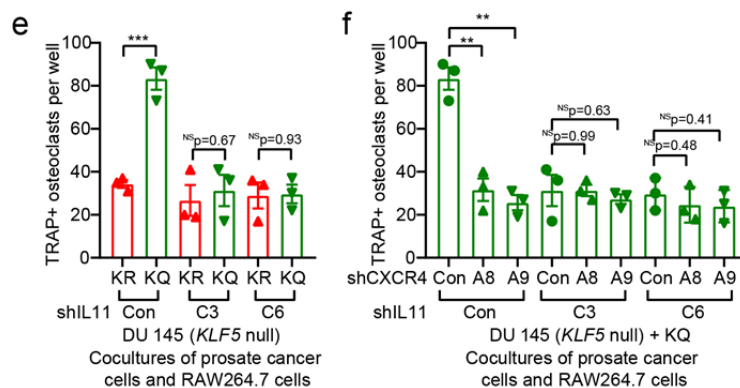 e
TRAP+ osteoclasts per well
100
80
60
40
20
0
***
NSp=0.67
NSp=0.93
KR KQ KR KQ KR KQ
shIL11 Con C3 C6
DU 145 (KLF5 null)
Cocultures of prosate cancer
cells and RAW264.7 cells
f
TRAP+ osteoclasts per well
100
80
60
40
20
0
**
**
NSp=0.63
NSp=0.99
NSp=0.41
NSp=0.48
shCXCR4 Con A8 A9 Con A8 A9 Con A8 A9
shIL11 Con C3 C6
DU 145 (KLF5 null) + KQ
Cocultures of prosate cancer
cells and RAW264.7 cells